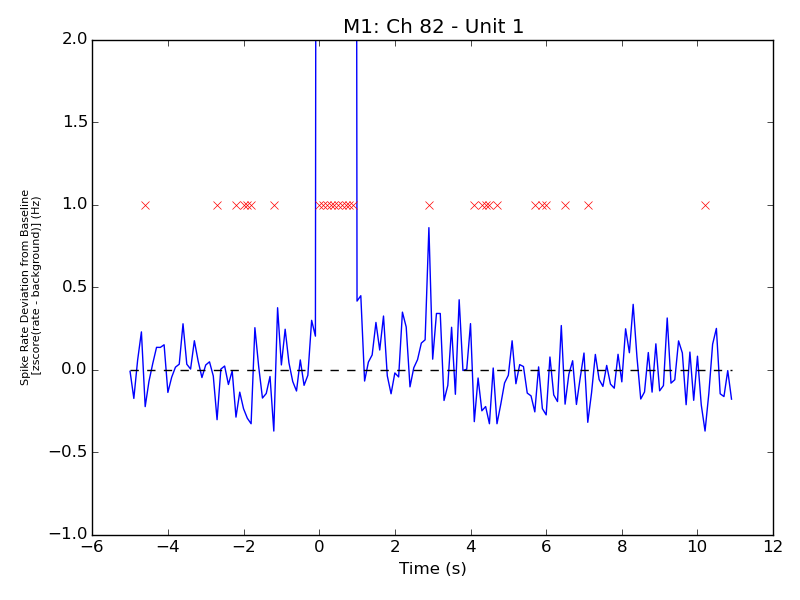 M1: Ch 82 - Unit 1
2.0
1.5
1.0
0.5
0.0
−0.5
−1.0
Spike Rate Deviation from Baseline
[zscore(rate - background)] (Hz)
−6 −4 −2 0 2 4 6 8 10 12
Time (s)